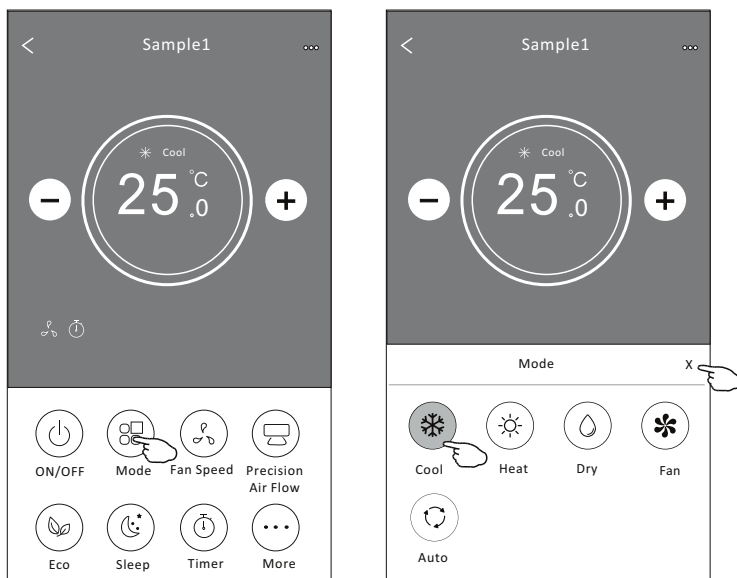 Sample1
Cool
25 °C
.0
ON/OFF
Mode
Fan Speed
Precision
Air Flow
Eco
Sleep
Timer
More
Sample1
Cool
25 °C
.0
Mode
X
Cool
Heat
Dry
Fan
Auto